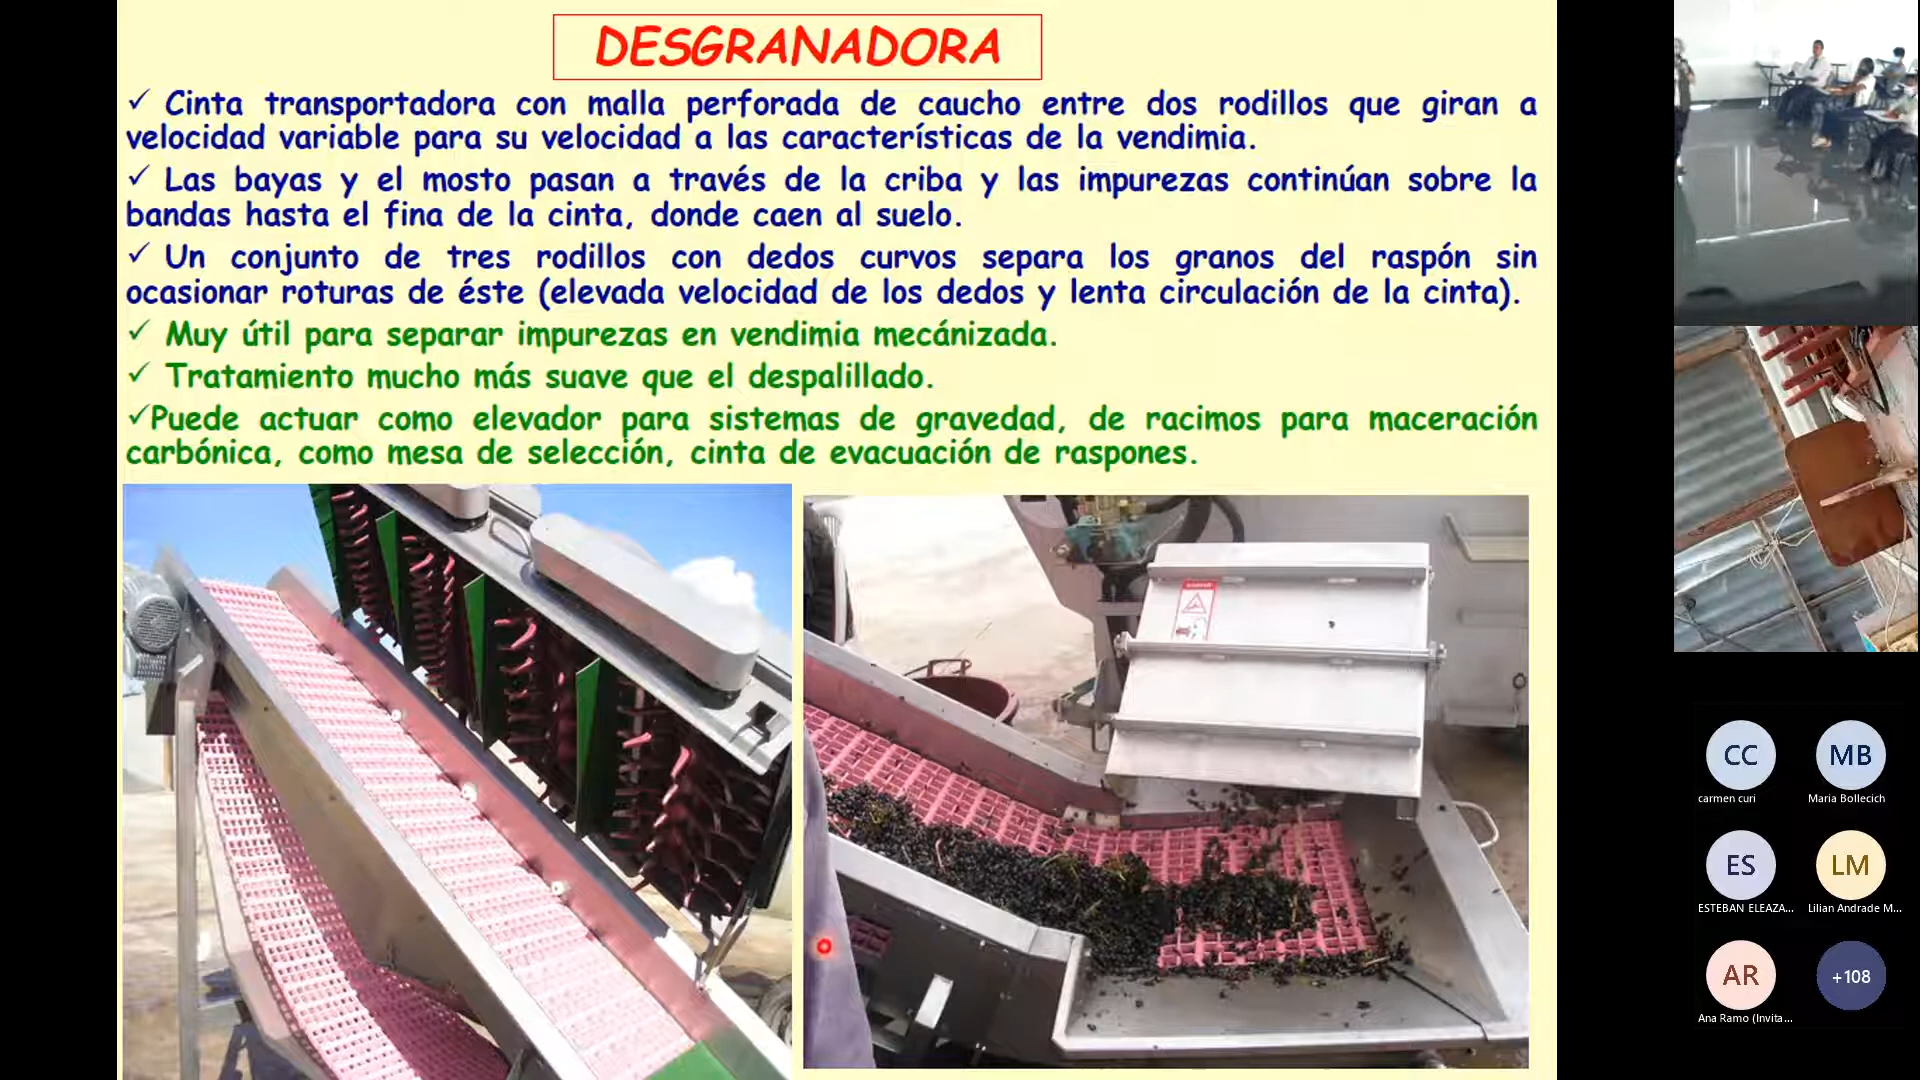 DESGRANADORA
✓ Cinta transportadora con malla perforada de caucho entre dos rodillos que giran a
velocidad variable para su velocidad a las características de la vendimia.
✓ Las bayas y el mosto pasan a través de la criba y las impurezas continúan sobre la
bandas hasta el fina de la cinta, donde caen al suelo.
✓ Un conjunto de tres rodillos con dedos curvos separa los granos del raspón sin
ocasionar roturas de éste (elevada velocidad de los dedos y lenta circulación de la cinta).
✓ Muy útil para separar impurezas en vendimia mecánizada.
✓ Tratamiento mucho más suave que el despalillado.
✓Puede actuar como elevador para sistemas de gravedad, de racimos para maceración
carbónica, como mesa de selección, cinta de evacuación de raspones.
CC
MB
carmen curi
Maria Bollecich
ES
LM
ESTEBAN ELEAZA...
Lilian Andrade M...
AR
+108
Ana Ramo (Invita...